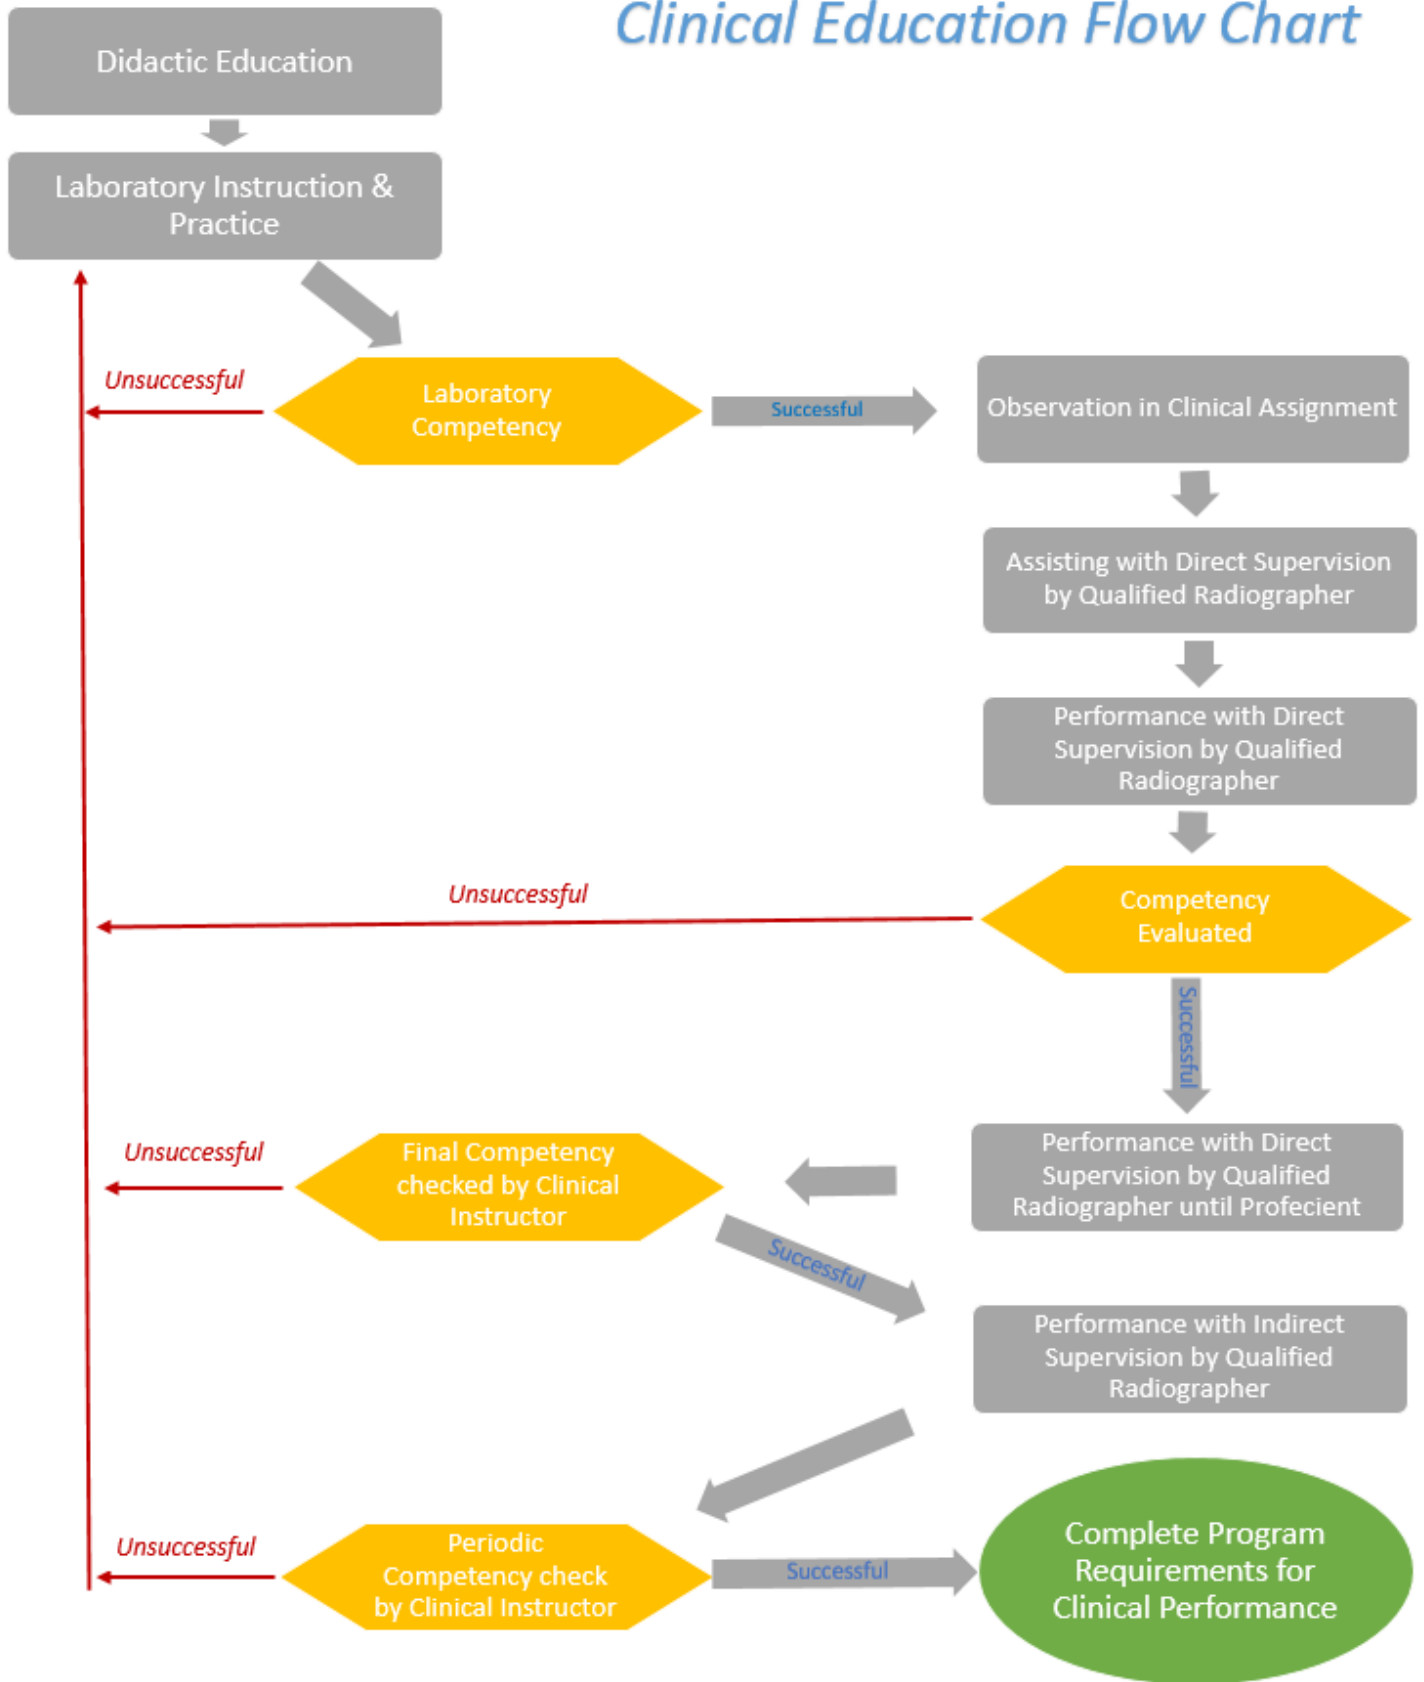 Clinical Education Flow Chart
Didactic Education
Laboratory Instruction &
Practice
Unsuccessful
Laboratory
Competency
Successful
Observation in Clinical Assignment
Assisting with Direct Supervision
by Qualified Radiographer
Performance with Direct
Supervision by Qualified
Radiographer
Unsuccessful
Competency
Evaluated
Successful
Performance with Direct
Supervision by Qualified
Radiographer until Profecient
Unsuccessful
Final Competency
checked by Clinical
Instructor
Successful
Performance with Indirect
Supervision by Qualified
Radiographer
Unsuccessful
Periodic
Competency check
by Clinical Instructor
Successful
Complete Program
Requirements for
Clinical Performance